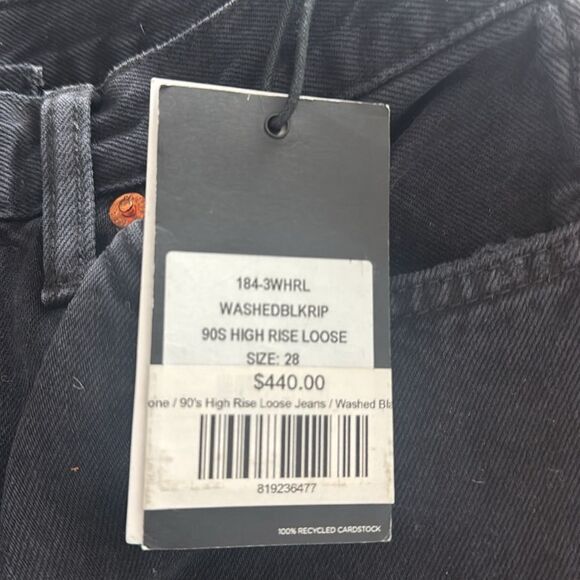 184-3WHRL
WASHEDBLKRIP
90S HIGH RISE LOOSE
SIZE: 28
$440.00
one / 90's High Rise Loose Jeans / Washed Bla
819236477
100% RECYCLED CARDSTOCK